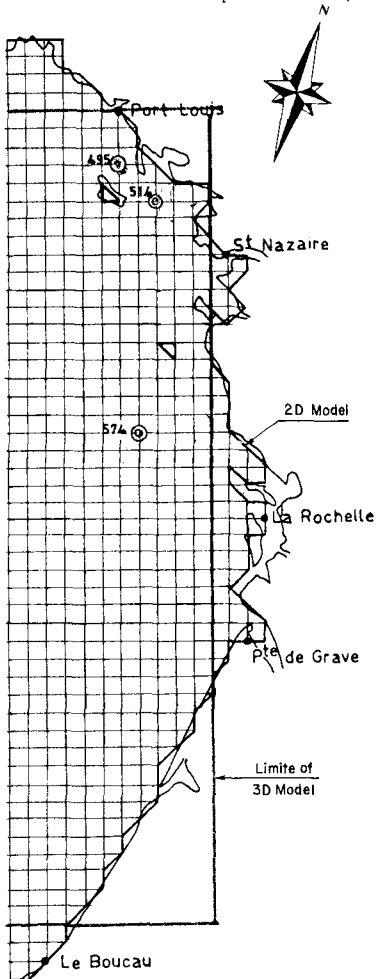 N
Port Louis
495
514
St Nazaire
574
2D Model
La Rochelle
Pte de Grave
Limite of
3D Model
Le Boucau